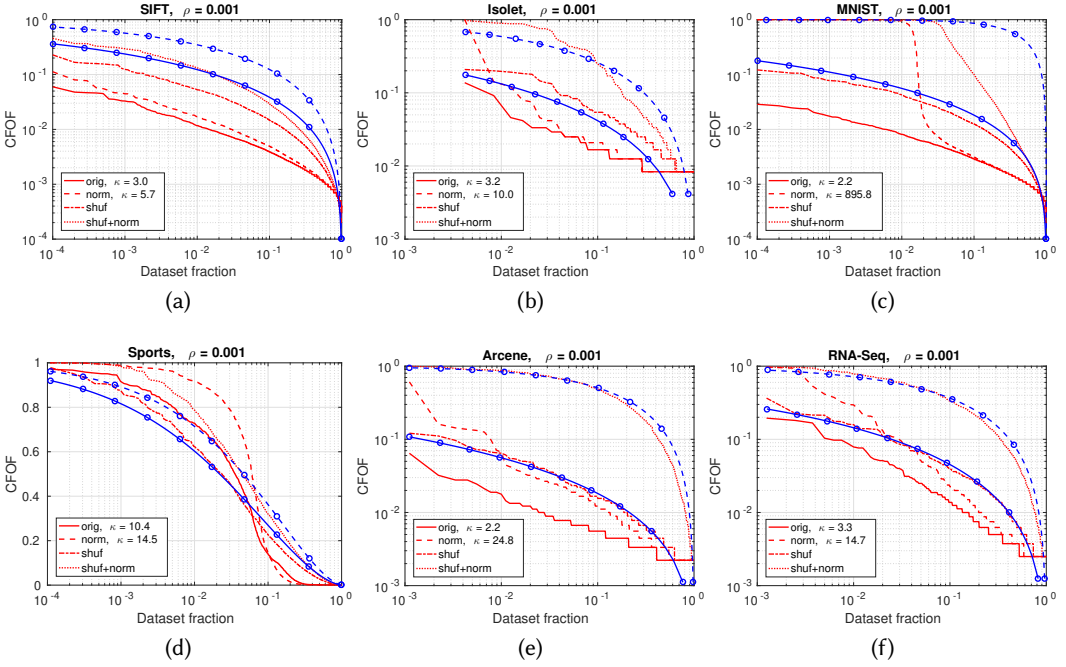 SIFT, ρ = 0.001
CFOF
10^0
10^-1
10^-2
10^-3
10^-4
orig, κ = 3.0
norm, κ = 5.7
shuf
shuf+norm
10^-4 10^-3 10^-2 10^-1 10^0
Dataset fraction
(a)
Isolet, ρ = 0.001
CFOF
10^0
10^-1
10^-2
10^-3
orig, κ = 3.2
norm, κ = 10.0
shuf
shuf+norm
10^-3 10^-2 10^-1 10^0
Dataset fraction
(b)
MNIST, ρ = 0.001
CFOF
10^0
10^-1
10^-2
10^-3
10^-4
orig, κ = 2.2
norm, κ = 895.8
shuf
shuf+norm
10^-4 10^-3 10^-2 10^-1 10^0
Dataset fraction
(c)
Sports, ρ = 0.001
CFOF
1
0.8
0.6
0.4
0.2
0
orig, κ = 10.4
norm, κ = 14.5
shuf
shuf+norm
10^-4 10^-3 10^-2 10^-1 10^0
Dataset fraction
(d)
Arcene, ρ = 0.001
CFOF
10^0
10^-1
10^-2
10^-3
orig, κ = 2.2
norm, κ = 24.8
shuf
shuf+norm
10^-3 10^-2 10^-1 10^0
Dataset fraction
(e)
RNA-Seq, ρ = 0.001
CFOF
10^0
10^-1
10^-2
10^-3
orig, κ = 3.3
norm, κ = 14.7
shuf
shuf+norm
10^-3 10^-2 10^-1 10^0
Dataset fraction
(f)